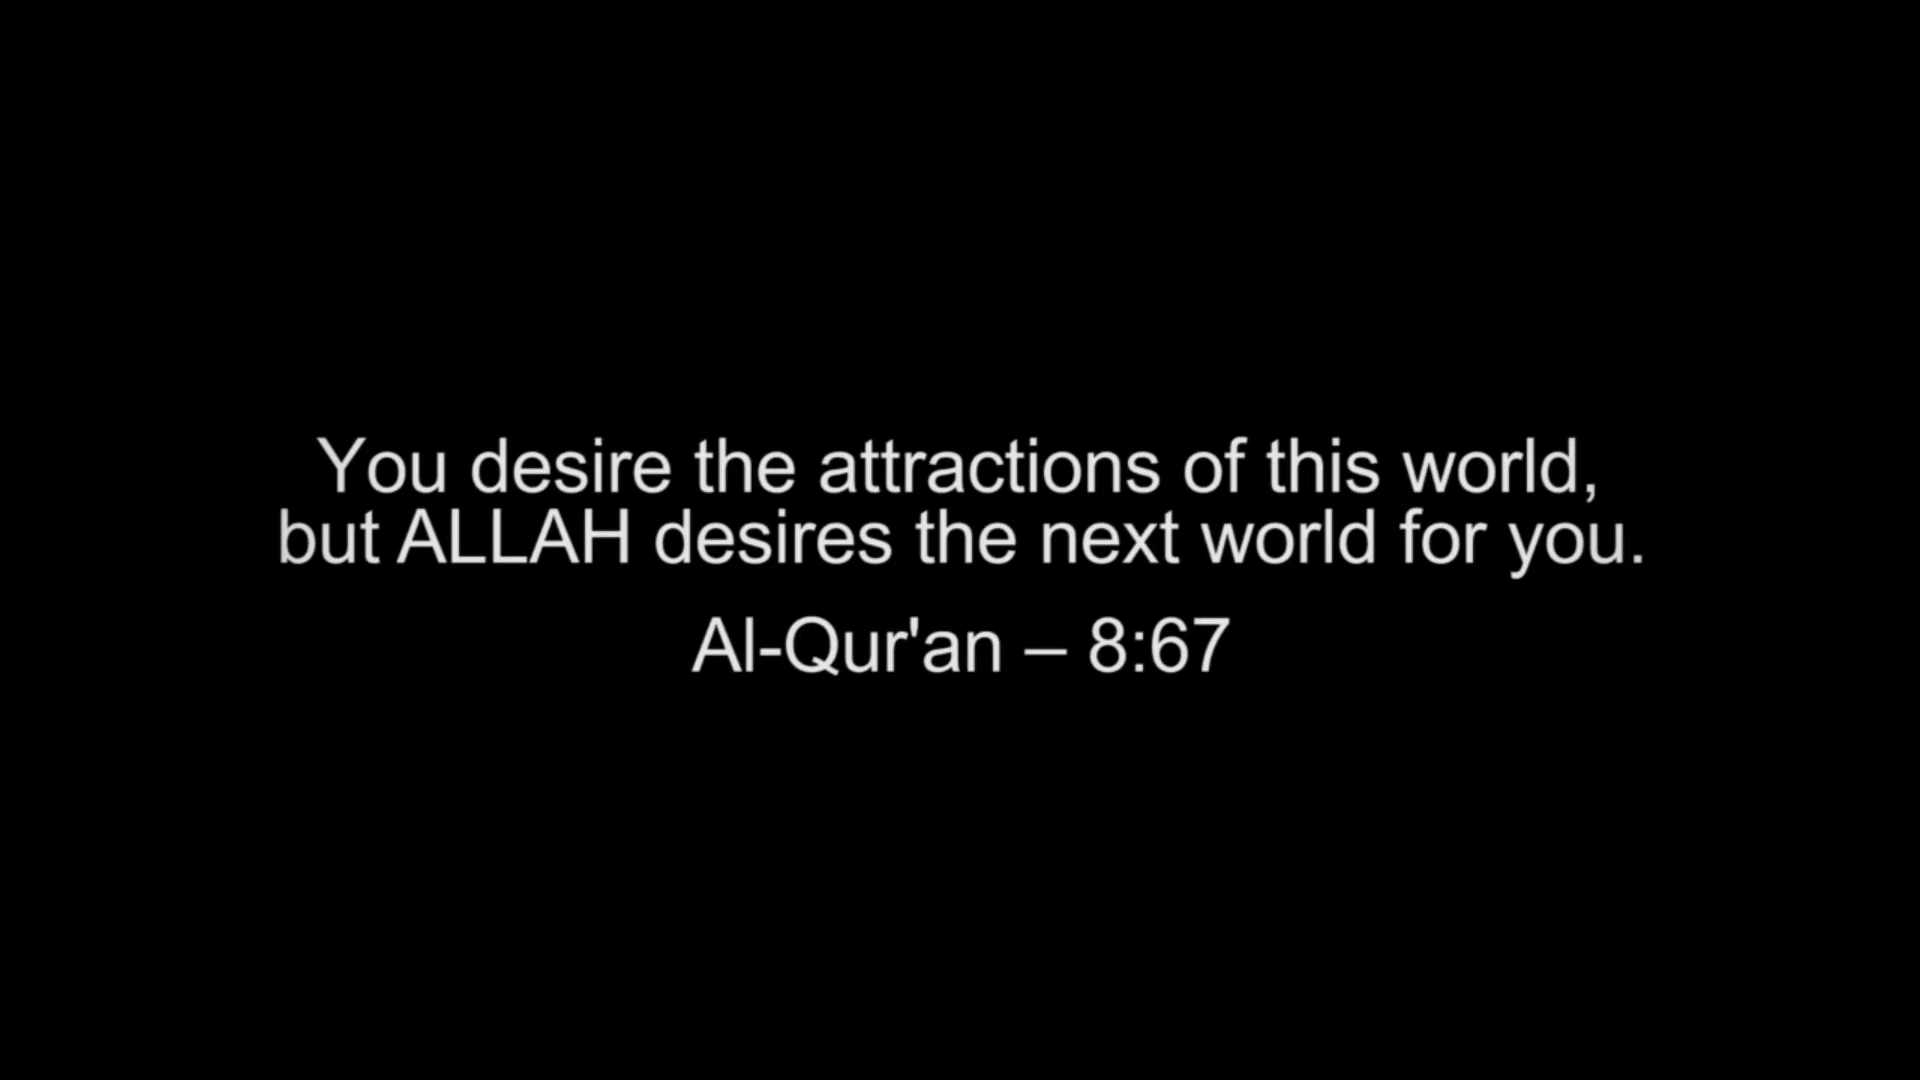 You desire the attractions of this world,
but ALLAH desires the next world for you.
Al-Qur'an – 8:67